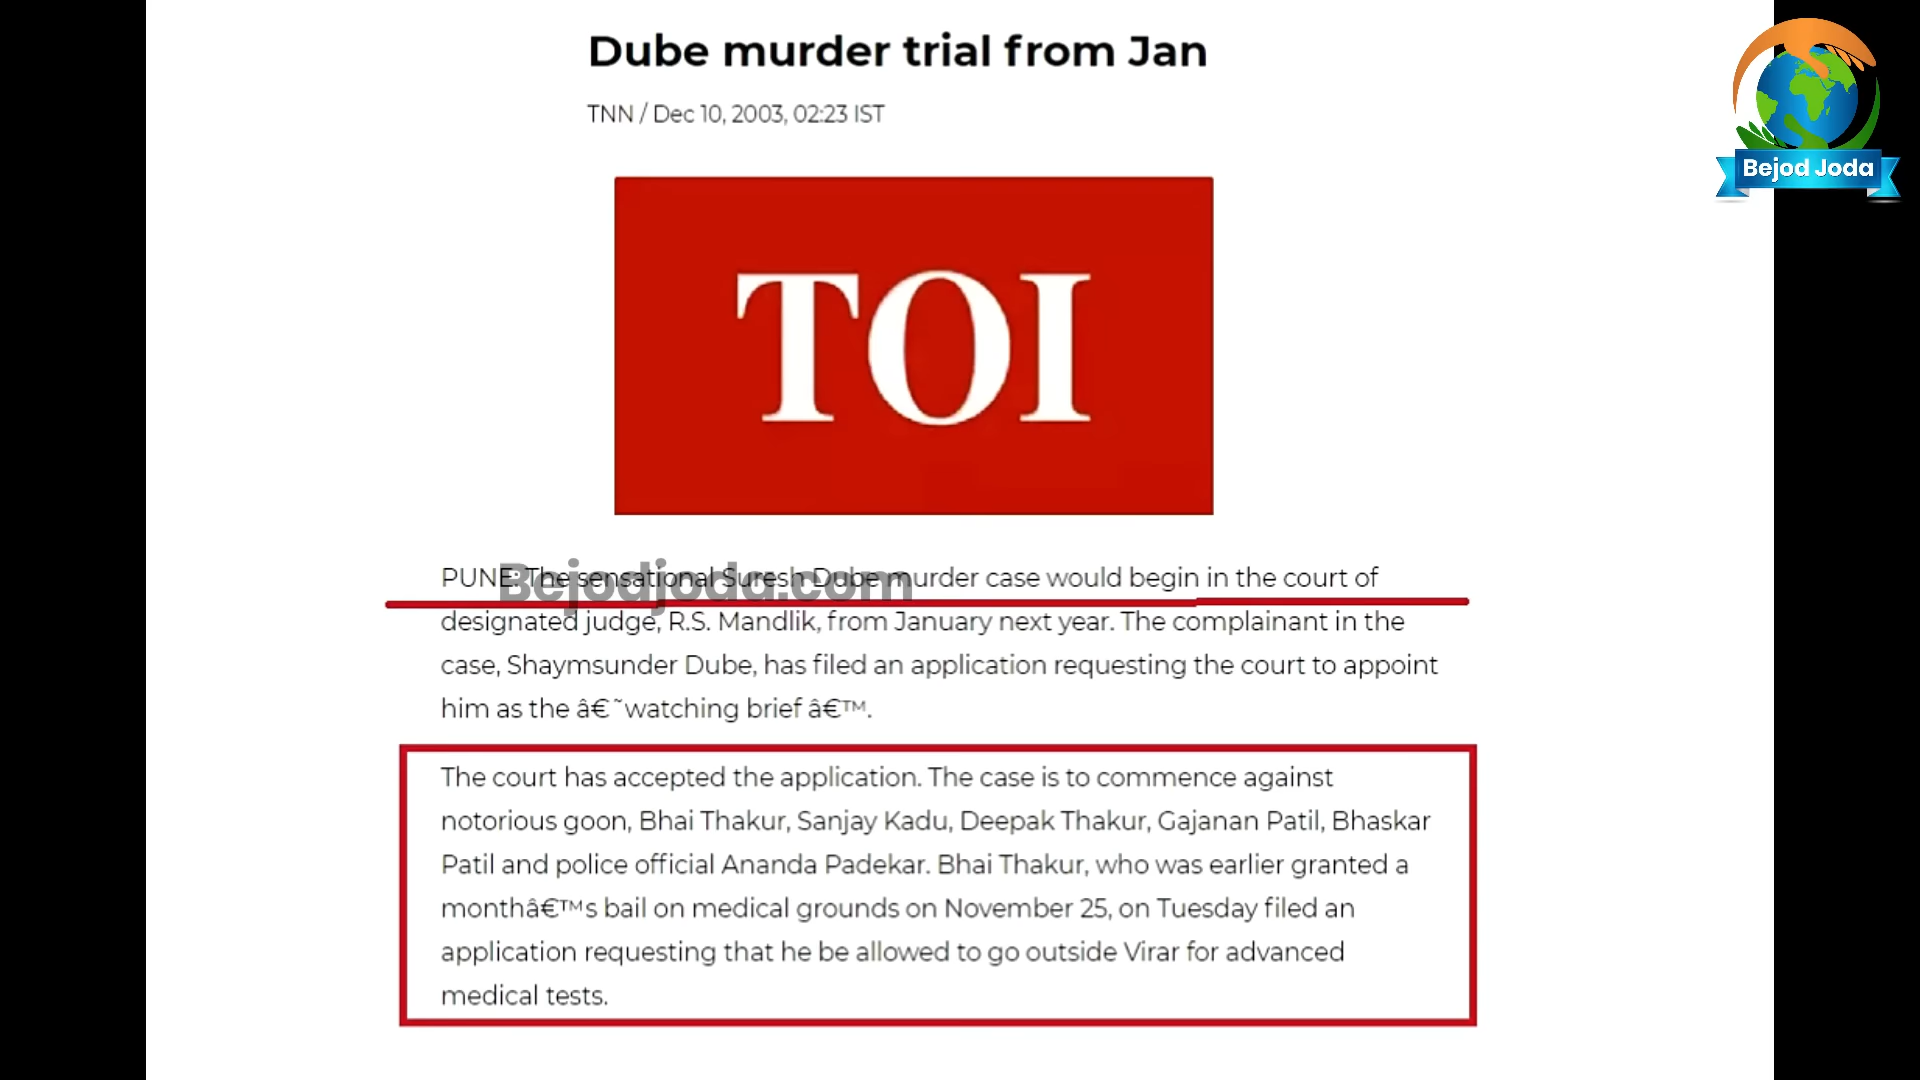 Dube murder trial from Jan
TNN / Dec 10, 2003, 02:23 IST
Bejod Joda
TOI
PUNE: The sensational Suresh Dube murder case would begin in the court of
Bejodjoda.com
designated judge, R.S. Mandlik, from January next year. The complainant in the
case, Shaymsunder Dube, has filed an application requesting the court to appoint
him as the â€˜watching brief â€™.
The court has accepted the application. The case is to commence against
notorious goon, Bhai Thakur, Sanjay Kadu, Deepak Thakur, Gajanan Patil, Bhaskar
Patil and police official Ananda Padekar. Bhai Thakur, who was earlier granted a
monthâ€™s bail on medical grounds on November 25, on Tuesday filed an
application requesting that he be allowed to go outside Virar for advanced
medical tests.